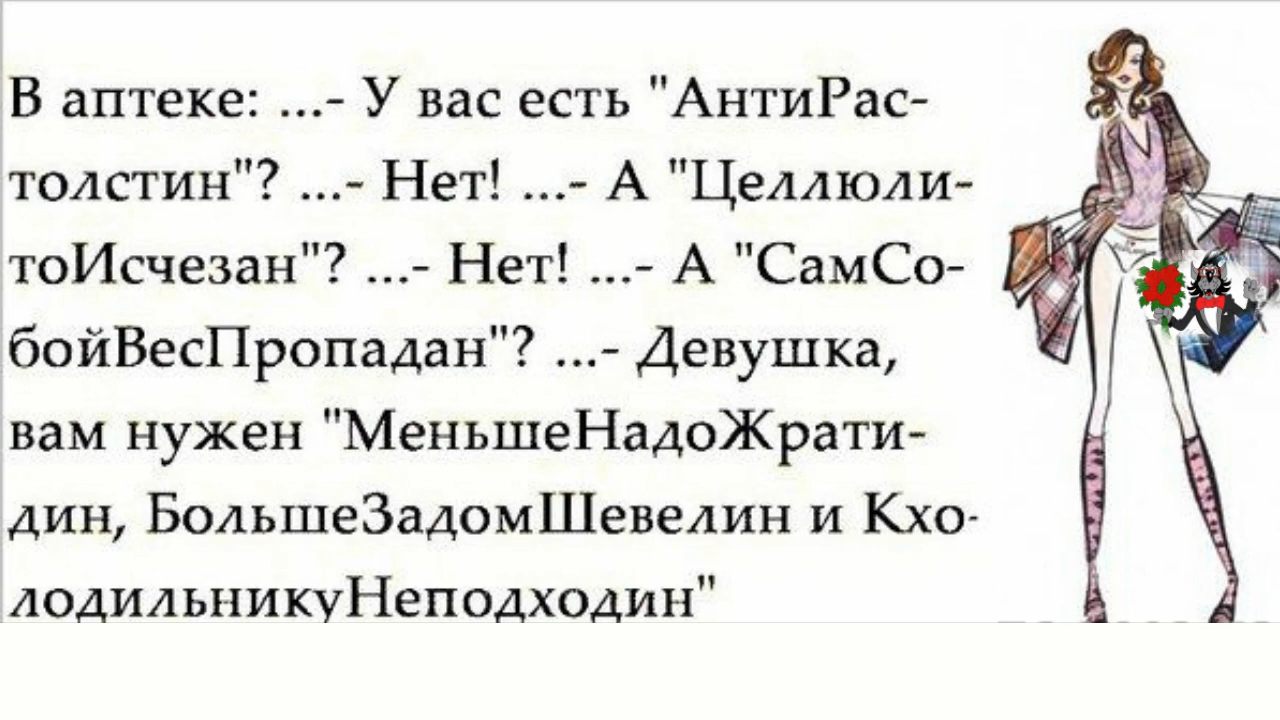 В аптеке: ...- У вас есть "АнтиРас-
толстин"? ...- Нет! ...- А "Целлюли-
тоИсчезан"? ...- Нет! ...- А "СамСо-
бойВесПропадан"? ...- Девушка,
вам нужен "МеньшеНадоЖрати-
дин, БольшеЗадомШевелин и Кхо-
лодильникуНеподходин"